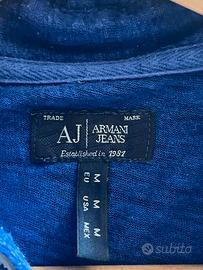 TRADE MARK
AJ ARMANI
JEANS
Established in 1981
M M M
EU USA MEX
subito